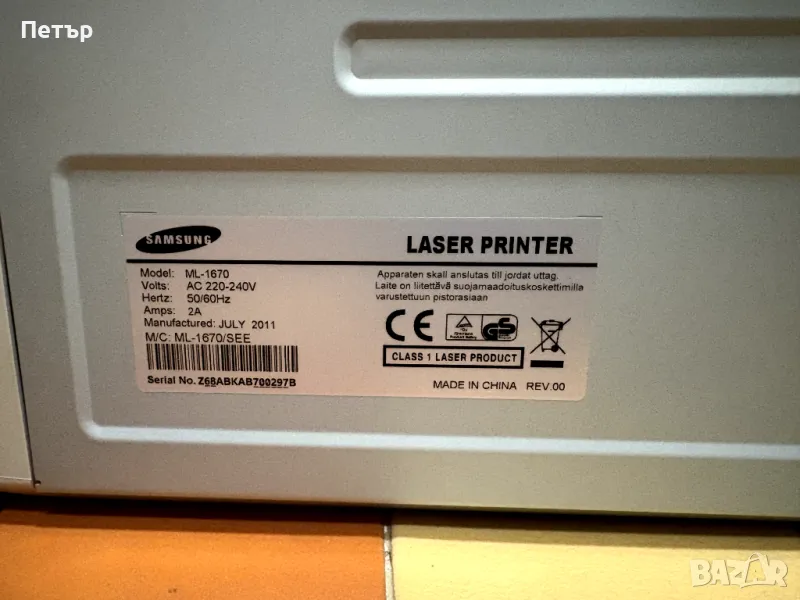 Петър
SAMSUNG
LASER PRINTER
Model: ML-1670
Volts: AC 220-240V
Hertz: 50/60Hz
Amps: 2A
Manufactured: JULY 2011
M/C: ML-1670/SEE
Serial No. Z68ABKAB700297B
Apparaten skall anslutas till jordat uttag.
Laite on liitettävä suojamaadoituskoskettimilla
varustettuun pistorasiaan
CE
GS
CLASS 1 LASER PRODUCT
MADE IN CHINA REV.00
BAZAR